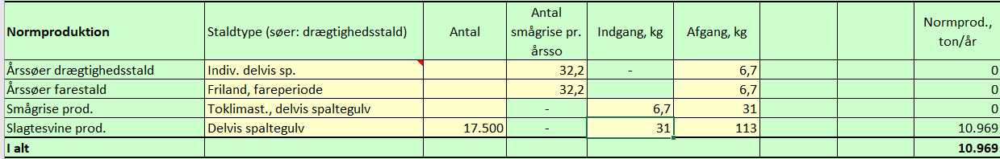 Normproduktion Staldtype (søer: drægtighedsstald) Antal Antal smågrise pr. årsso Indgang, kg Afgang, kg Normprod., ton/år
Årssøer drægtighedsstald Indiv. delvis sp. 32,2 - 6,7 0
Årssøer farestald Friland, fareperiode 32,2 6,7 0
Smågrise prod. Toklimast., delvis spaltegulv - 6,7 31 0
Slagtesvine prod. Delvis spaltegulv 17.500 - 31 113 10.969
I alt 10.969